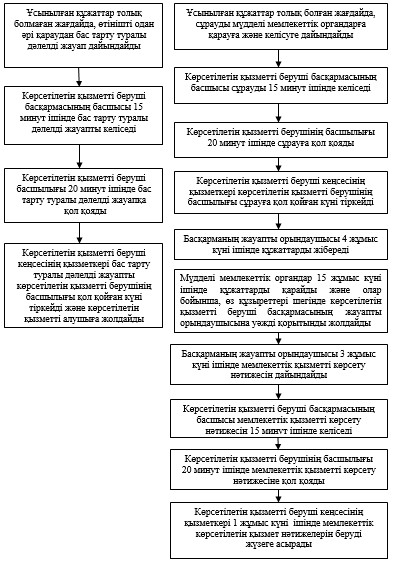 Ұсынылған құжаттар толық
болмаған жағдайда, өтінішті одан
әрі қараудан бас тарту туралы
дәлелді жауап дайындайды
Көрсетілетін қызметті беруші
басқармасының басшысы 15
минут ішінде бас тарту туралы
дәлелді жауапты келіседі
Көрсетілетін қызметті беруші
басшылығы 20 минут ішінде бас
тарту туралы дәлелді жауапқа
қол қояды
Көрсетілетін қызметті беруші
кеңсесінің қызметкері бас тарту
туралы дәлелді жауапты
көрсетілетін қызметті берушінің
басшылығы қол қойған күні
тіркейді және көрсетілетін
қызметті алушыға жолдайды
Ұсынылған құжаттар толық болған жағдайда,
сұрауды мүдделі мемлекеттік органдарға
қарауға және келісуге дайындайды
Көрсетілетін қызметті беруші басқармасының
басшысы сұрауды 15 минут ішінде келіседі
Көрсетілетін қызметті берушінің басшылығы
20 минут ішінде сұрауға қол қояды
Көрсетілетін қызметті беруші кеңсесінің
қызметкері көрсетілетін қызметті берушінің
басшылығы сұрауға қол қойған күні тіркейді
Басқарманың жауапты орындаушысы 4 жұмыс
күні ішінде құжаттарды жібереді
Мүдделі мемлекеттік органдар 15 жұмыс күні
ішінде құжаттарды қарайды және олар
бойынша, өз құзыреттері шегінде көрсетілетін
қызметті беруші басқармасының жауапты
орындаушысына уәжді қорытынды жолдайды
Басқарманың жауапты орындаушысы 3 жұмыс
күні ішінде мемлекеттік қызметті көрсету
нәтижесін дайындайды
Көрсетілетін қызметті беруші басқармасының
басшысы мемлекеттік қызметті көрсету
нәтижесін 15 минут ішінде келіседі
Көрсетілетін қызметті берушінің басшылығы
20 минут ішінде мемлекеттік қызметті көрсету
нәтижесіне қол қояды
Көрсетілетін қызметті беруші кеңсесінің
қызметкері 1 жұмыс күні ішінде мемлекеттік
көрсетілетін қызмет нәтижелерін беруді
жүзеге асырады